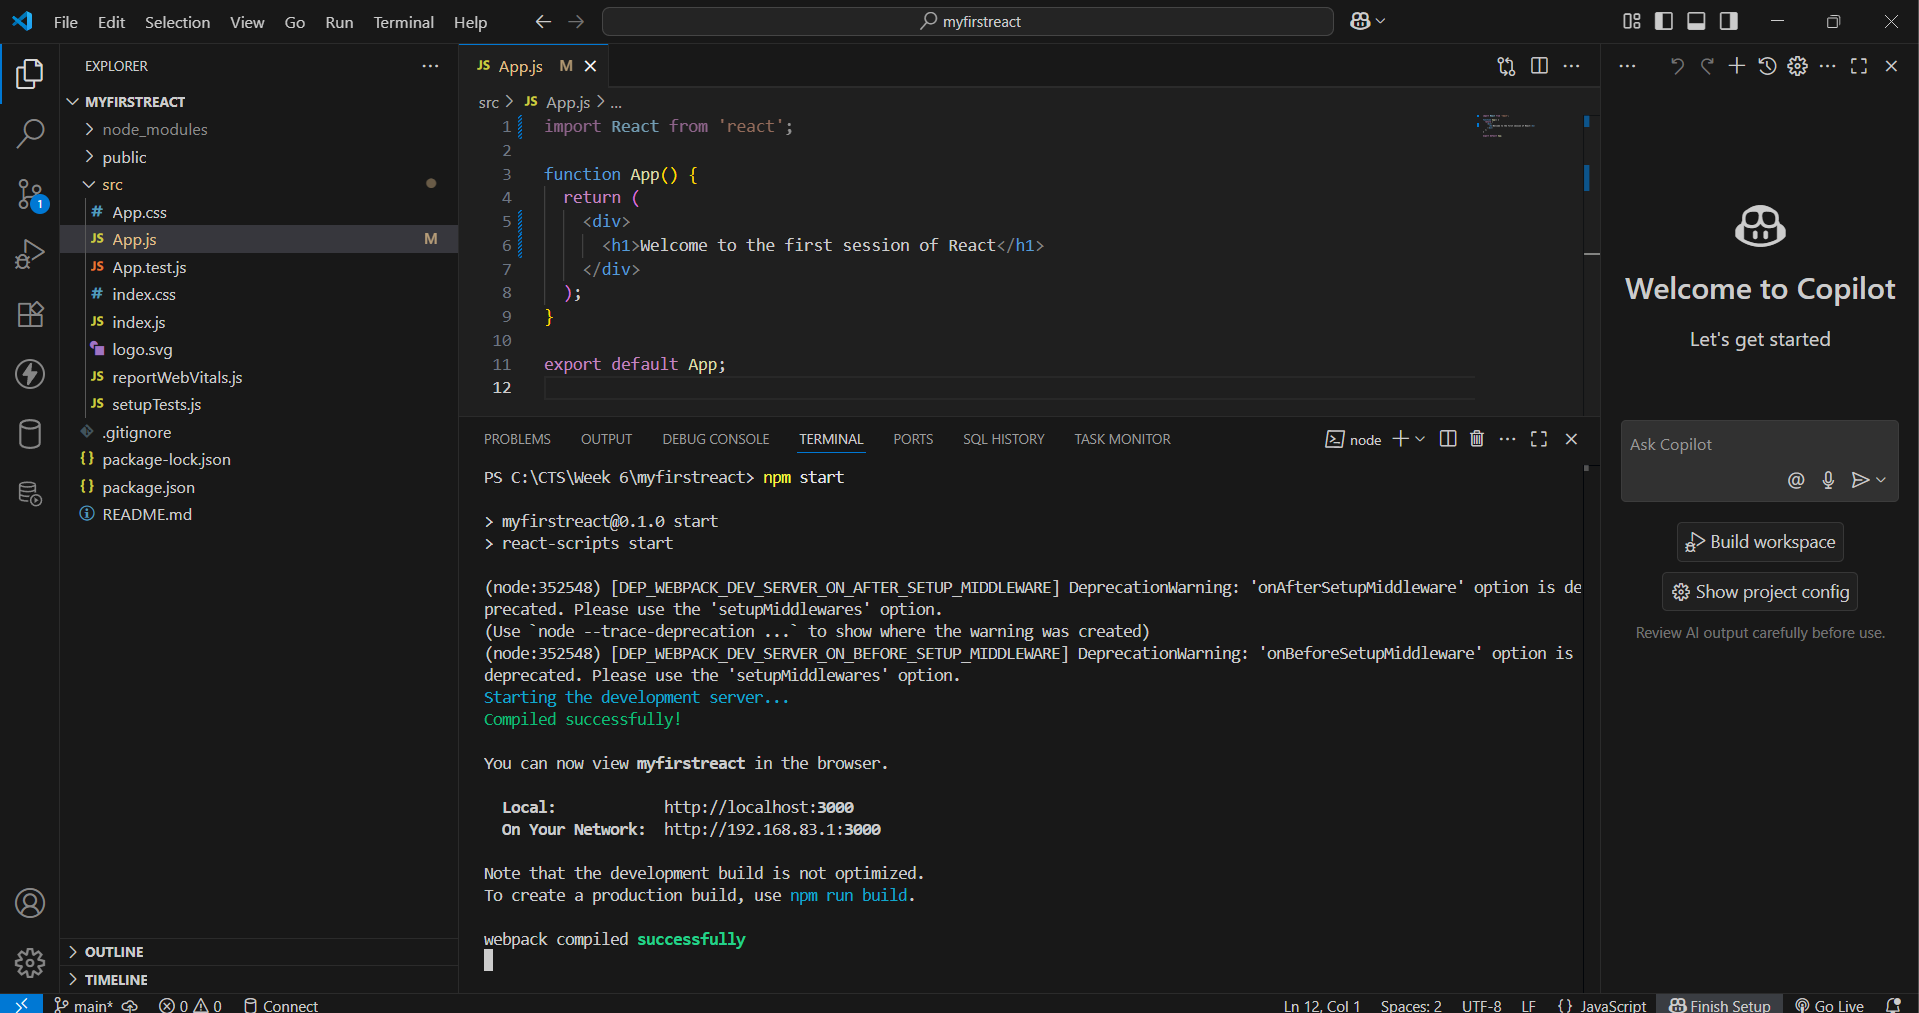 File Edit Selection View Go Run Terminal Help
myfirstreact
EXPLORER
MYFIRSTREACT
node_modules
public
src
# App.css
JS App.js M
JS App.test.js
# index.css
JS index.js
logo.svg
JS reportWebVitals.js
JS setupTests.js
.gitignore
{} package-lock.json
{} package.json
README.md
OUTLINE
TIMELINE
1
JS App.js M
src > JS App.js > ...
1 import React from 'react';
2
3 function App() {
4 return (
5 <div>
6 <h1>Welcome to the first session of React</h1>
7 </div>
8 );
9 }
10
11 export default App;
12
PROBLEMS OUTPUT DEBUG CONSOLE TERMINAL PORTS SQL HISTORY TASK MONITOR
node
PS C:\CTS\Week 6\myfirstreact> npm start
> myfirstreact@0.1.0 start
> react-scripts start
(node:352548) [DEP_WEBPACK_DEV_SERVER_ON_AFTER_SETUP_MIDDLEWARE] DeprecationWarning: 'onAfterSetupMiddleware' option is de
precated. Please use the 'setupMiddlewares' option.
(Use `node --trace-deprecation ...` to show where the warning was created)
(node:352548) [DEP_WEBPACK_DEV_SERVER_ON_BEFORE_SETUP_MIDDLEWARE] DeprecationWarning: 'onBeforeSetupMiddleware' option is
deprecated. Please use the 'setupMiddlewares' option.
Starting the development server...
Compiled successfully!
You can now view myfirstreact in the browser.
Local: http://localhost:3000
On Your Network: http://192.168.83.1:3000
Note that the development build is not optimized.
To create a production build, use npm run build.
webpack compiled successfully
Welcome to Copilot
Let's get started
Ask Copilot
@
Build workspace
Show project config
Review AI output carefully before use.
main* 0 0 Connect
Ln 12, Col 1 Spaces: 2 UTF-8 LF {} JavaScript Finish Setup Go Live